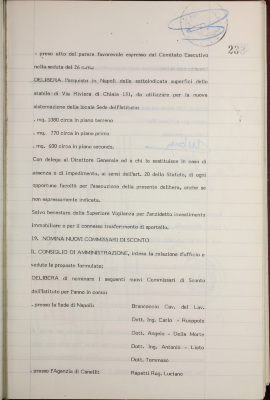 232
- preso atto del parere favorevole espresso dal Comitato Esecutivo
nella seduta del 26 c.m.;
DELIBERA l'acquisto in Napoli delle antisindicate superfici dello
stabile di Via Riviera di Chiaia 131, da utilizzare per la nuova
sistemazione della locale Sede dell'Istituto:
. mq. 1080 circa in piano terreno
. mq. 770 circa in piano primo
. mq. 600 circa in piano secondo.
Con delega al Direttore Generale ed a chi lo sostituisce in caso di
assenza o di impedimento, ai sensi dell'art. 20 dello Statuto, di ogni
opportuna facoltà per l'esecuzione della presente delibera, anche se
non espressamente indicata.
Salvo benestare della Superiore Vigilanza per l'anzidetto investimento
immobiliare e per il connesso trasferimento di sportello.
19. NOMINA NUOVI COMMISSARI DI SCONTO
IL CONSIGLIO DI AMMINISTRAZIONE, intesa la relazione d'ufficio e
vedute le proposte formulate;
DELIBERA di nominare i seguenti nuovi Commissari di Sconto
dell'Istituto per l'anno in corso:
- presso la Sede di Napoli: Brancaccio Cav. del Lav.
Dott. Ing. Carlo - Ruoppolo
Dott. Angelo - Della Morte
Dott. Ing. Antonio - Lieto
Dott. Tommaso
- presso l'Agenzia di Canelli: Rapetti Rag. Luciano